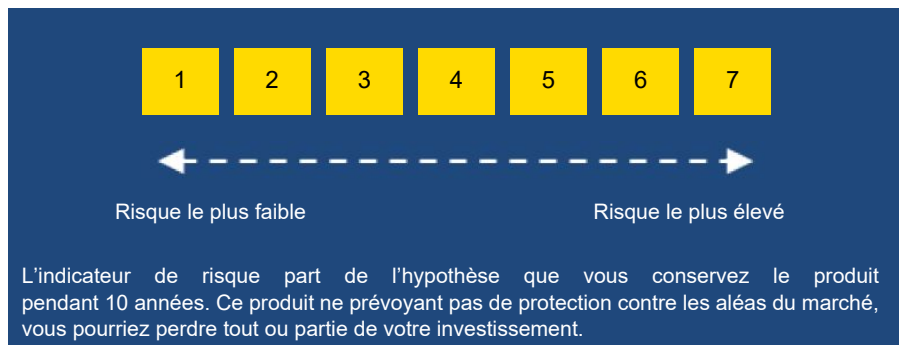 1 2 3 4 5 6 7
Risque le plus faible Risque le plus élevé
L’indicateur de risque part de l’hypothèse que vous conservez le produit
pendant 10 années. Ce produit ne prévoyant pas de protection contre les aléas du marché,
vous pourriez perdre tout ou partie de votre investissement.